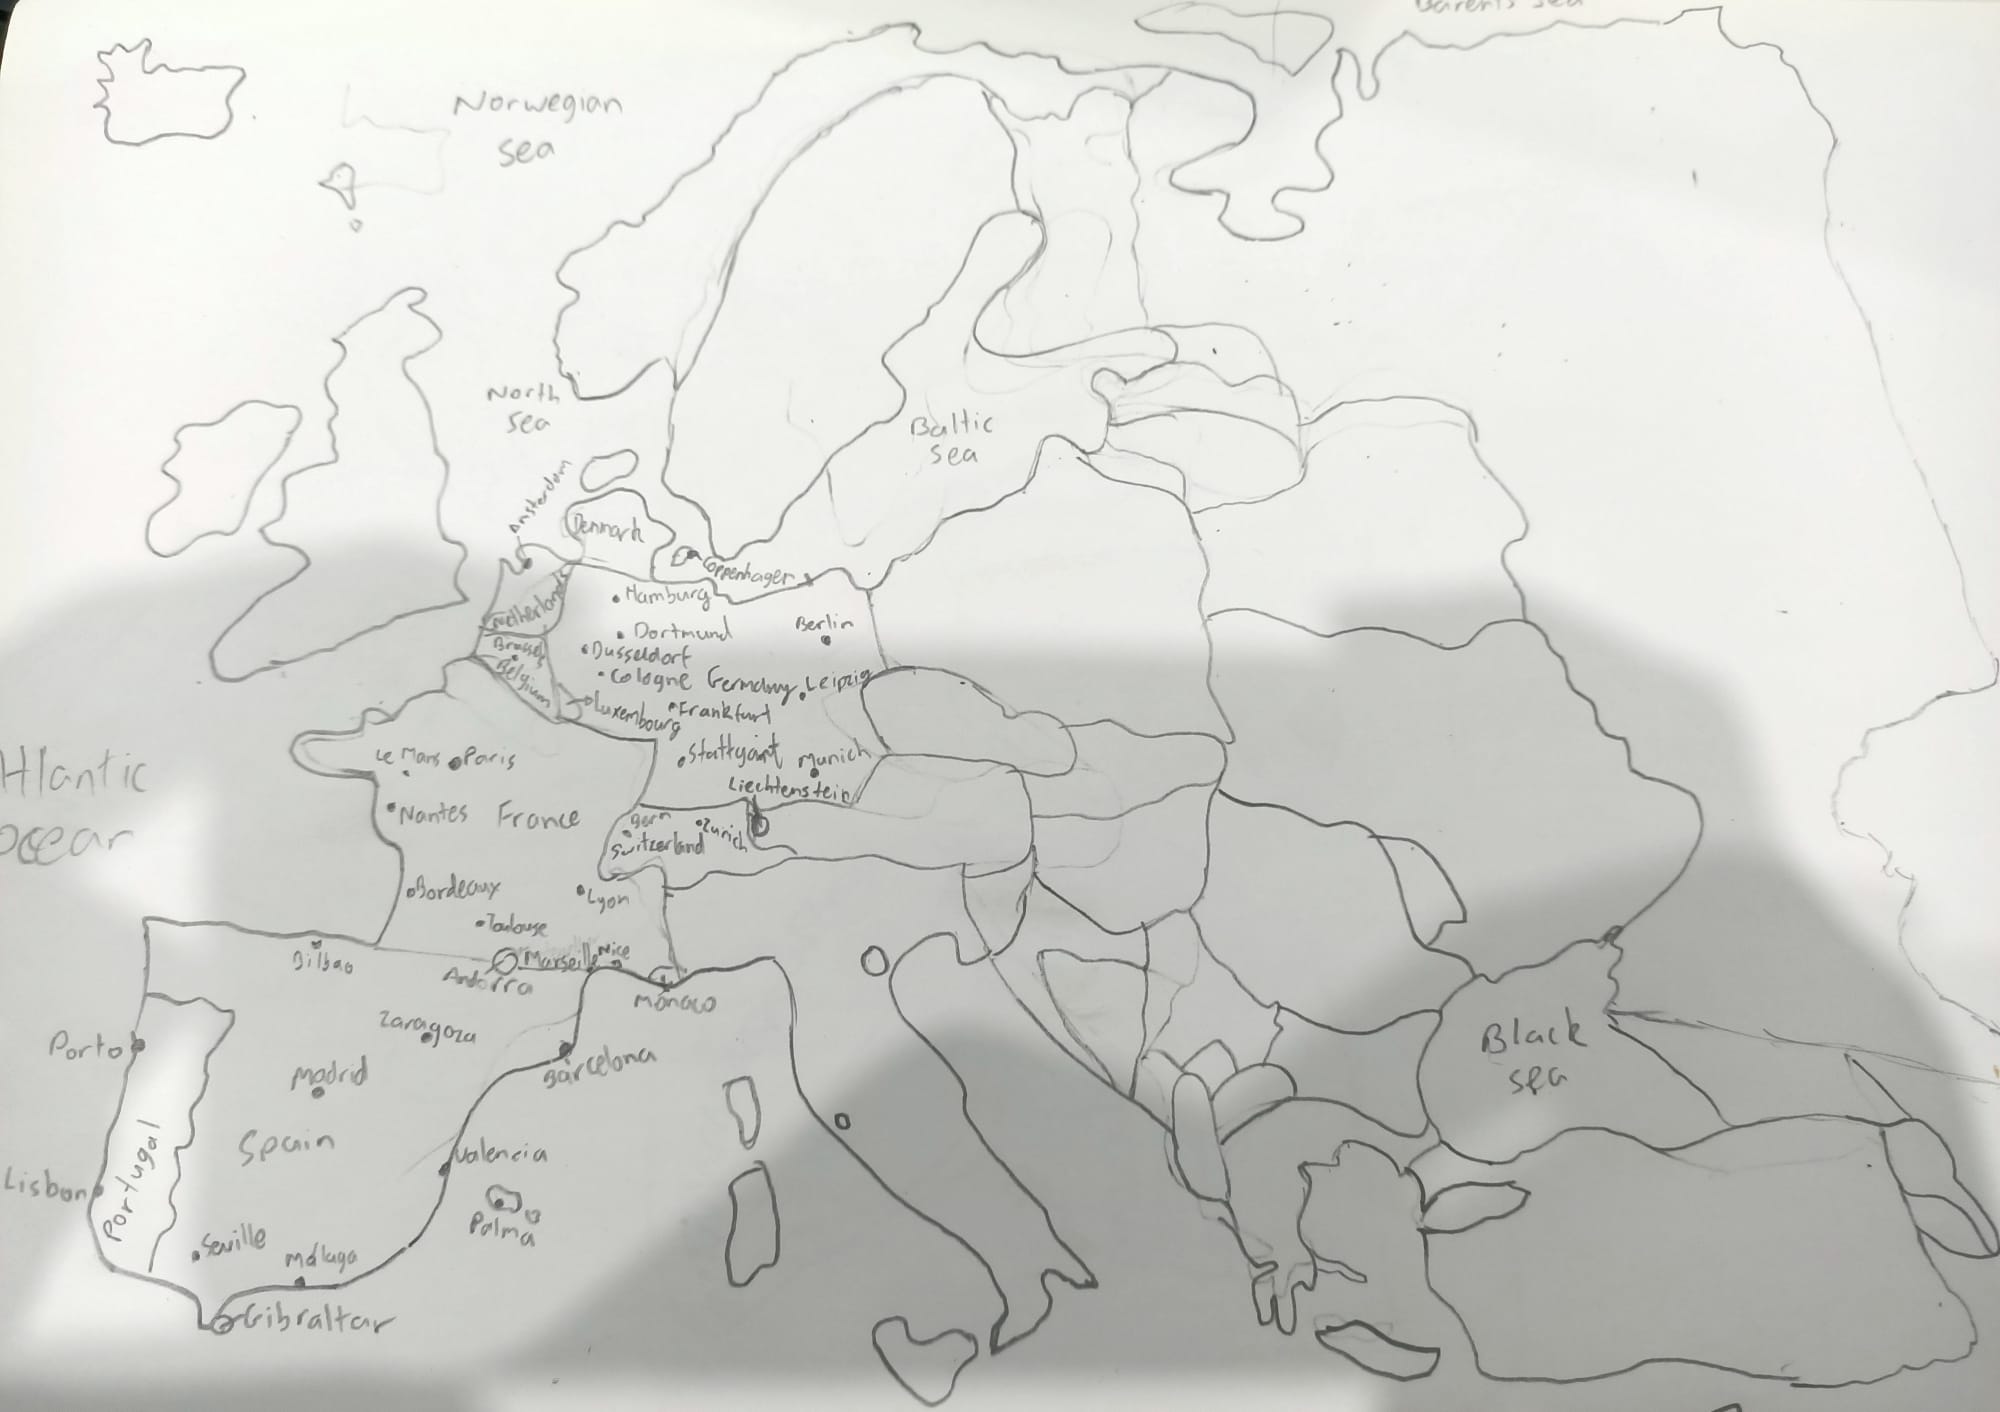 Barents sea
Norwegian
sea
North
sea
Baltic
sea
Amsterdam
Denmark
Coppenhager
Netherlands
Hamburg
Dortmund
Berlin
Brussels
Dusseldorf
Belgium
Cologne
Germany
Leipzig
Luxembourg
Frankfurt
Stattgart
Munich
Liechtenstein
Le Mans
Paris
Atlantic
ocean
Nantes
France
Bern
Zurich
Switzerland
Bordeaux
Lyon
Toulouse
Bilbao
Andorra
Marseille
Nice
Monaco
Porto
Zaragoza
Madrid
Barcelona
Black
sea
Spain
Valencia
Lisbon
Portugal
Palma
Seville
Málaga
Gibraltar